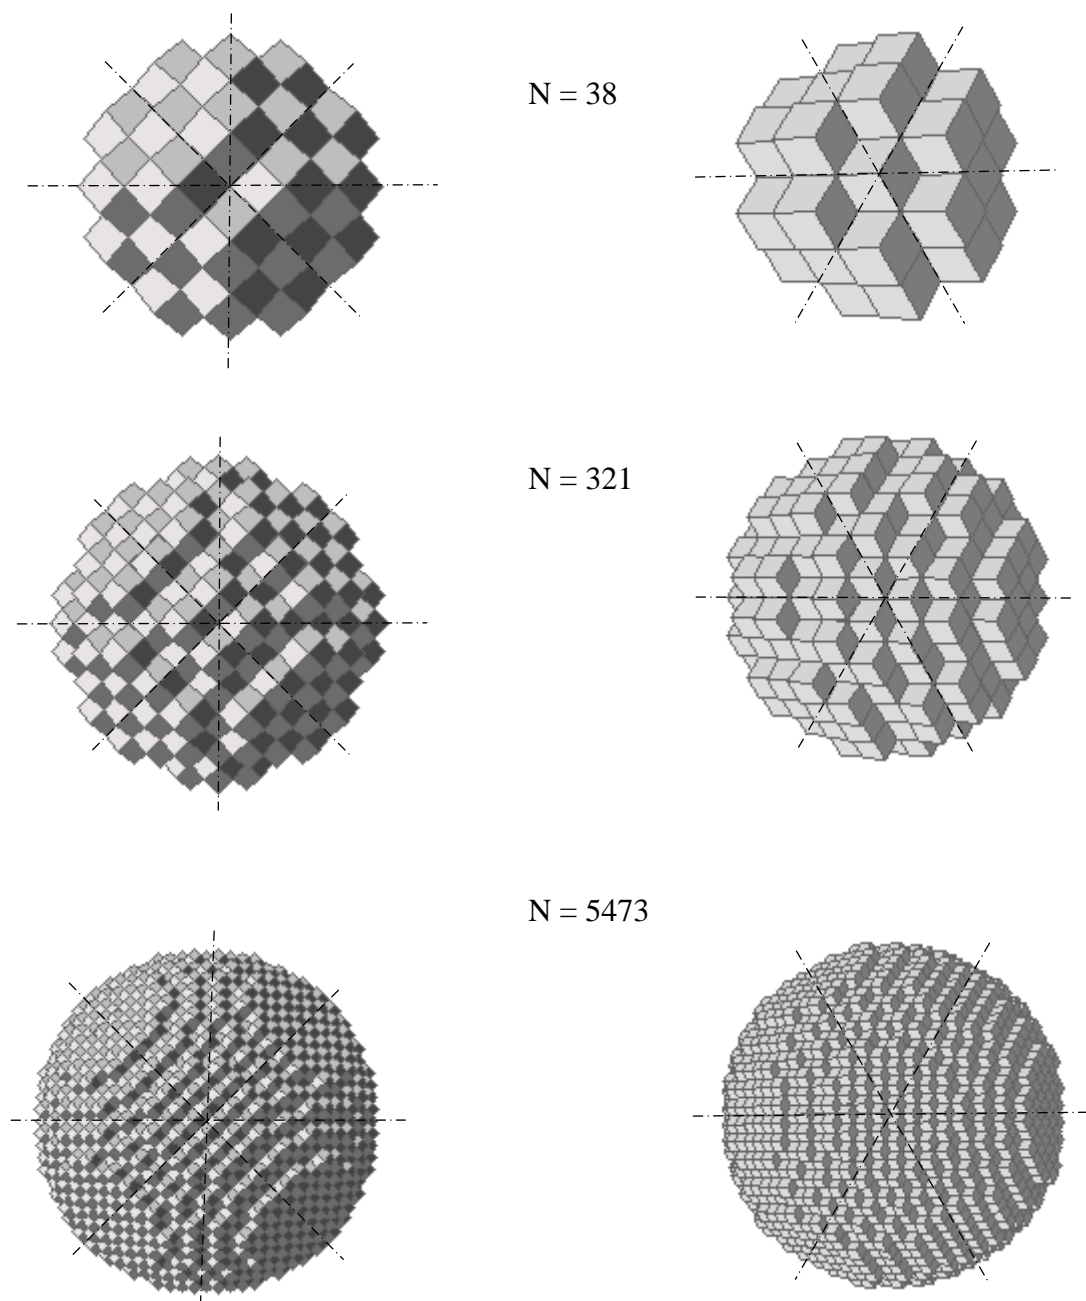 N = 38
N = 321
N = 5473